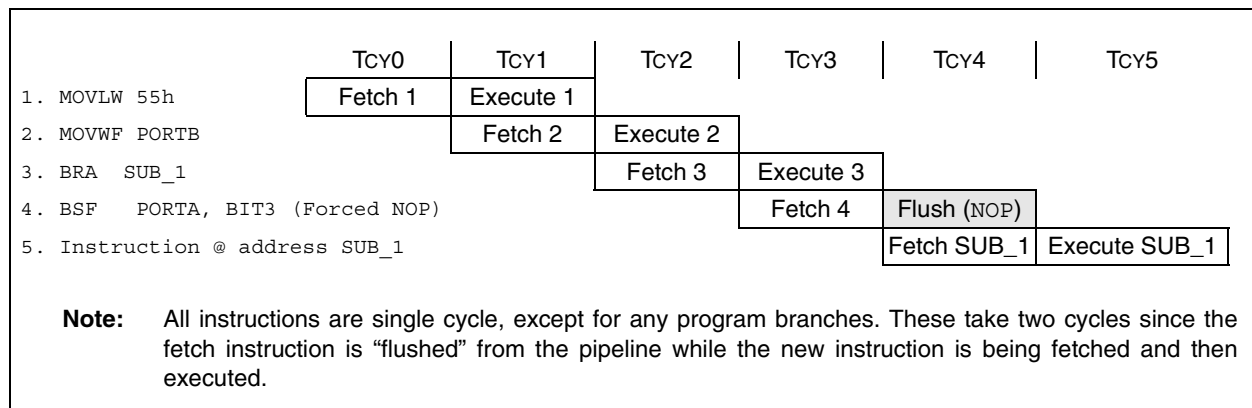 TCY0 TCY1 TCY2 TCY3 TCY4 TCY5
1. MOVLW 55h Fetch 1 Execute 1
2. MOVWF PORTB Fetch 2 Execute 2
3. BRA SUB_1 Fetch 3 Execute 3
4. BSF PORTA, BIT3 (Forced NOP) Fetch 4 Flush (NOP)
5. Instruction @ address SUB_1 Fetch SUB_1 Execute SUB_1
Note: All instructions are single cycle, except for any program branches. These take two cycles since the
fetch instruction is “flushed” from the pipeline while the new instruction is being fetched and then
executed.